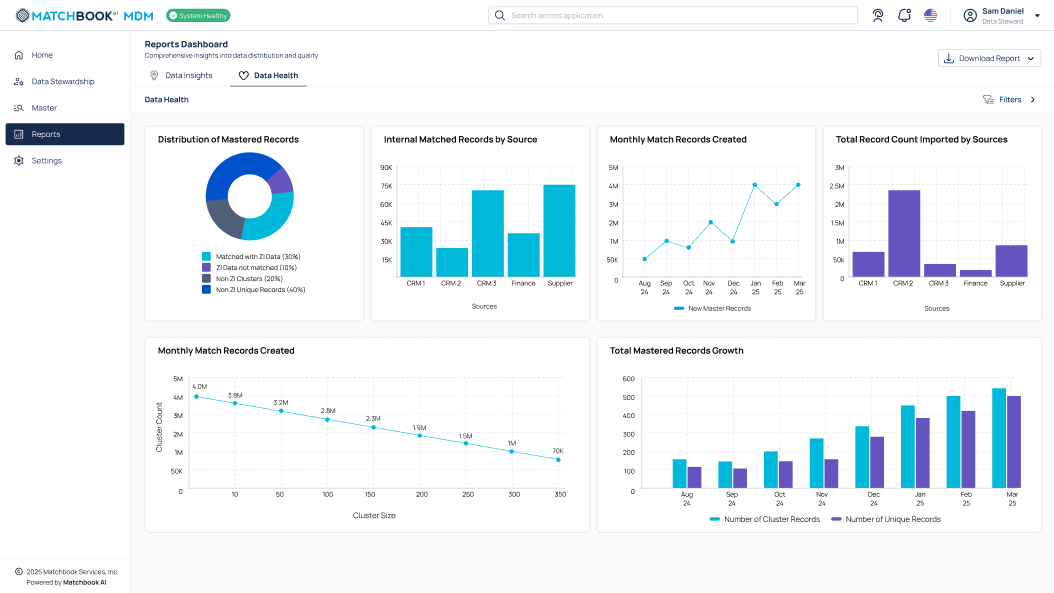 MATCHBOOK ai MDM
System Healthy
Search across application
Sam Daniel
Data Steward
Home
Data Stewardship
Master
Reports
Settings
Reports Dashboard
Comprehensive insights into data distribution and quality
Download Report
Data Insights
Data Health
Data Health
Filters
Distribution of Mastered Records
Matched with ZI Data (30%)
ZI Data not matched (10%)
Non ZI Clusters (20%)
Non ZI Unique Records (40%)
Internal Matched Records by Source
90K
75K
60K
45K
30K
15K
CRM 1 CRM 2 CRM 3 Finance Supplier
Sources
Monthly Match Records Created
5M
4M
3M
2M
1M
50K
0
Aug Sep Oct Nov Dec Jan Feb Mar
24 24 24 24 24 25 25 25
New Master Records
Total Record Count Imported by Sources
3M
2.5M
2M
1.5M
1M
50k
0
CRM 1 CRM 2 CRM 3 Finance Supplier
Sources
Monthly Match Records Created
Cluster Count
5M
4M
3M
2M
1M
50K
0
4.0M
3.8M
3.2M
2.8M
2.3M
1.9M
1.5M
1M
70K
10 50 100 150 200 250 300 350
Cluster Size
Total Mastered Records Growth
600
500
400
300
200
100
0
Aug Sep Oct Nov Dec Jan Feb Mar
24 24 24 24 24 25 25 25
Number of Cluster Records Number of Unique Records
© 2025 Matchbook Services, Inc.
Powered by Matchbook AI